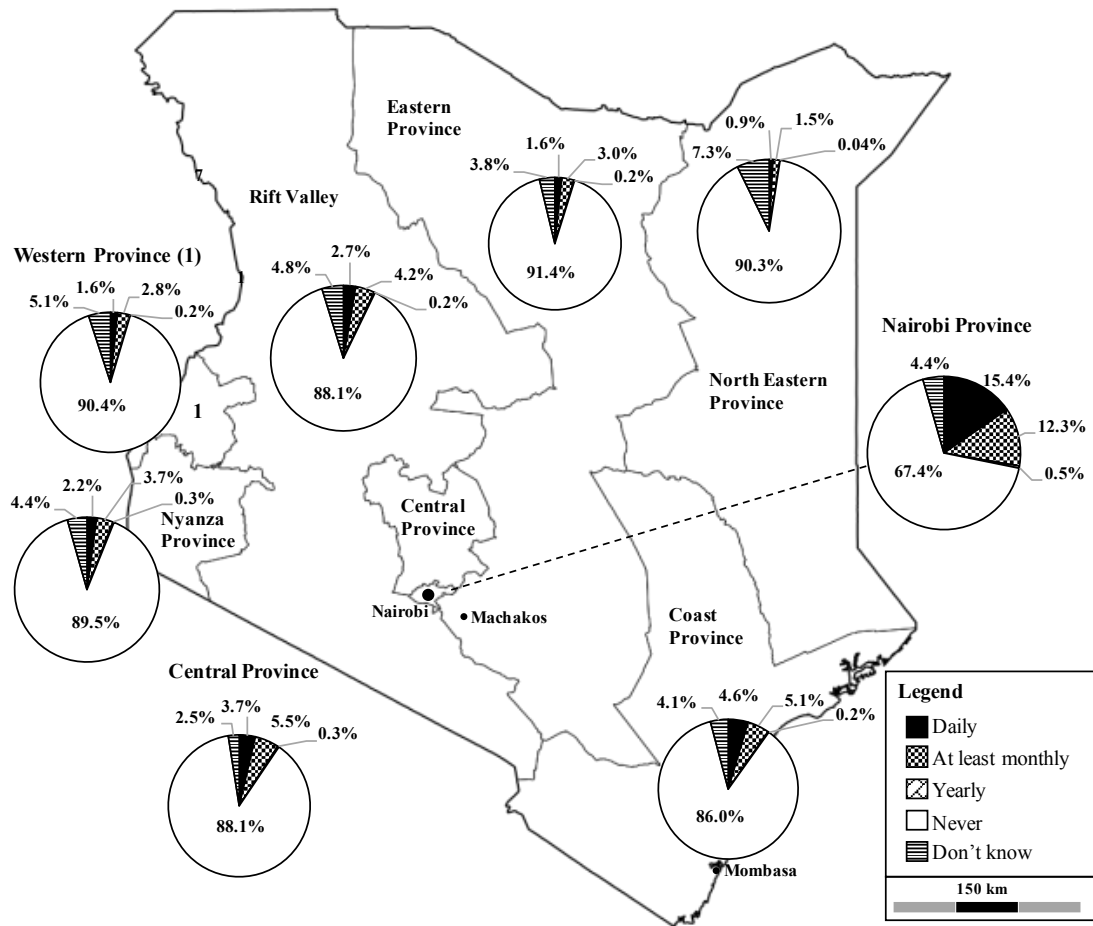 Eastern
Province
1.6%
3.8%
3.0%
0.2%
91.4%
0.9%
1.5%
7.3%
0.04%
90.3%
7
Rift Valley
2.7%
4.8%
4.2%
0.2%
88.1%
1
Western Province (1)
1.6%
5.1%
2.8%
0.2%
90.4%
1
Nairobi Province
4.4%
15.4%
12.3%
67.4%
0.5%
North Eastern
Province
2.2%
4.4%
3.7%
0.3%
89.5%
Nyanza
Province
Central
Province
Nairobi
Machakos
Coast
Province
4.6%
4.1%
5.1%
0.2%
86.0%
Mombasa
Central Province
3.7%
2.5%
5.5%
0.3%
88.1%
Legend
Daily
At least monthly
Yearly
Never
Don't know
150 km